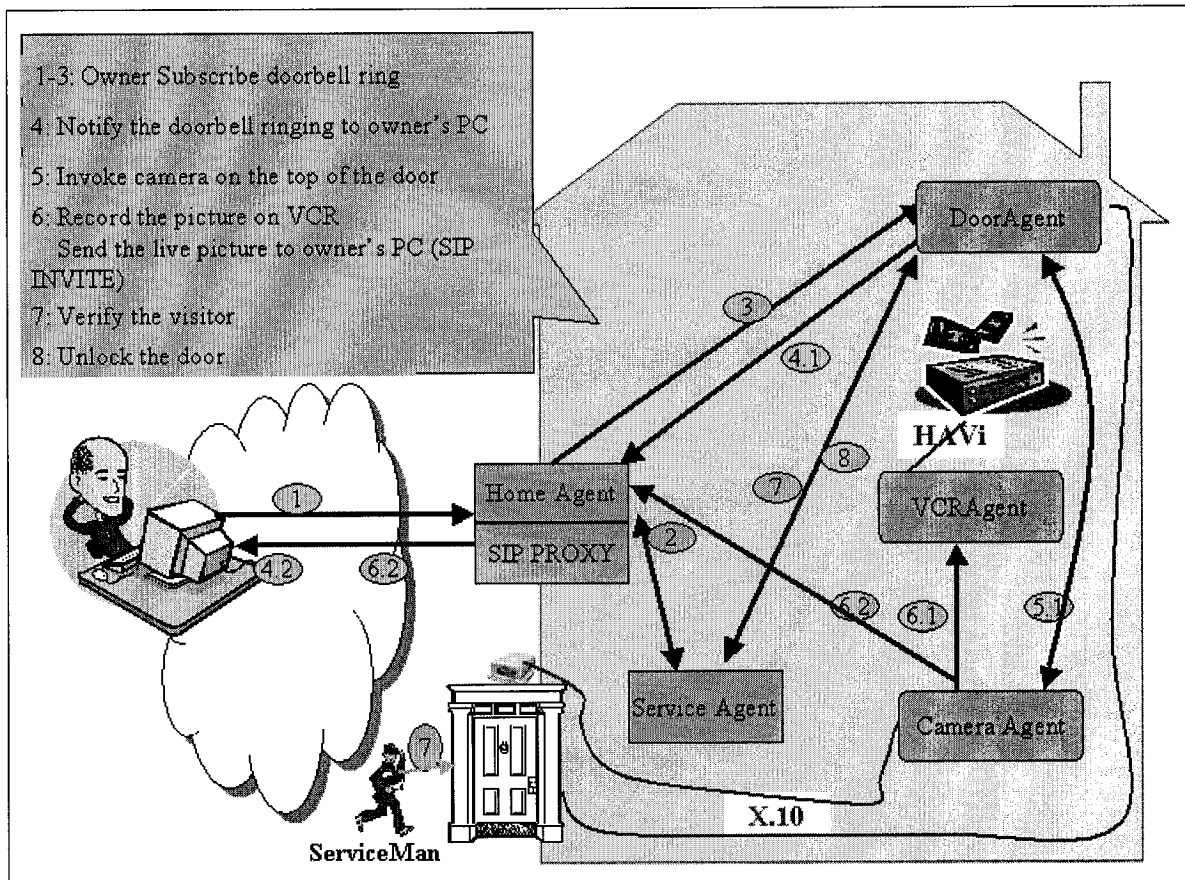 1-3: Owner Subscribe doorbell ring
4: Notify the doorbell ringing to owner's PC
5: Invoke camera on the top of the door
6: Record the picture on VCR
Send the live picture to owner's PC (SIP
INVITE)
7: Verify the visitor
8: Unlock the door.
DoorAgent
3
4.1
HAVi
8
7
1
Home Agent
VCRAgent
2
SIP PROXY
4.2
6.2
6.2
6.1
5.1
Service Agent
Camera Agent
7
X.10
ServiceMan